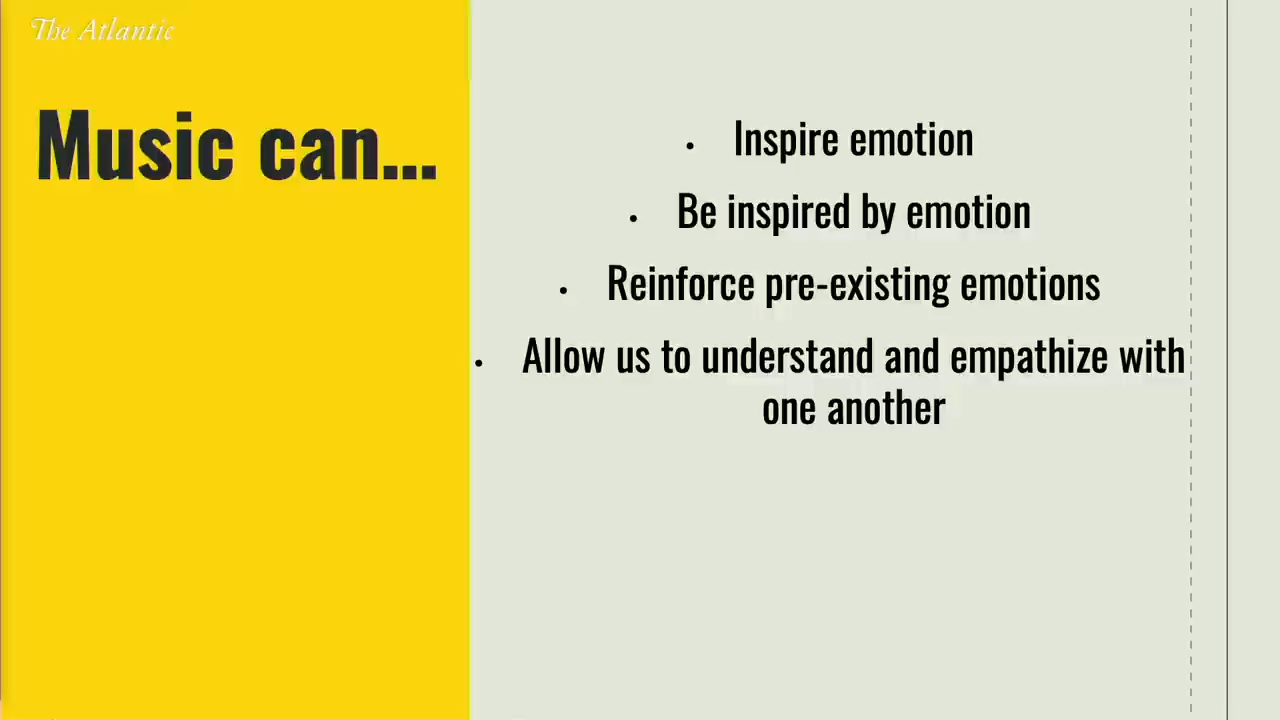 The Atlantic
Music can...
• Inspire emotion
• Be inspired by emotion
• Reinforce pre-existing emotions
• Allow us to understand and empathize with
one another